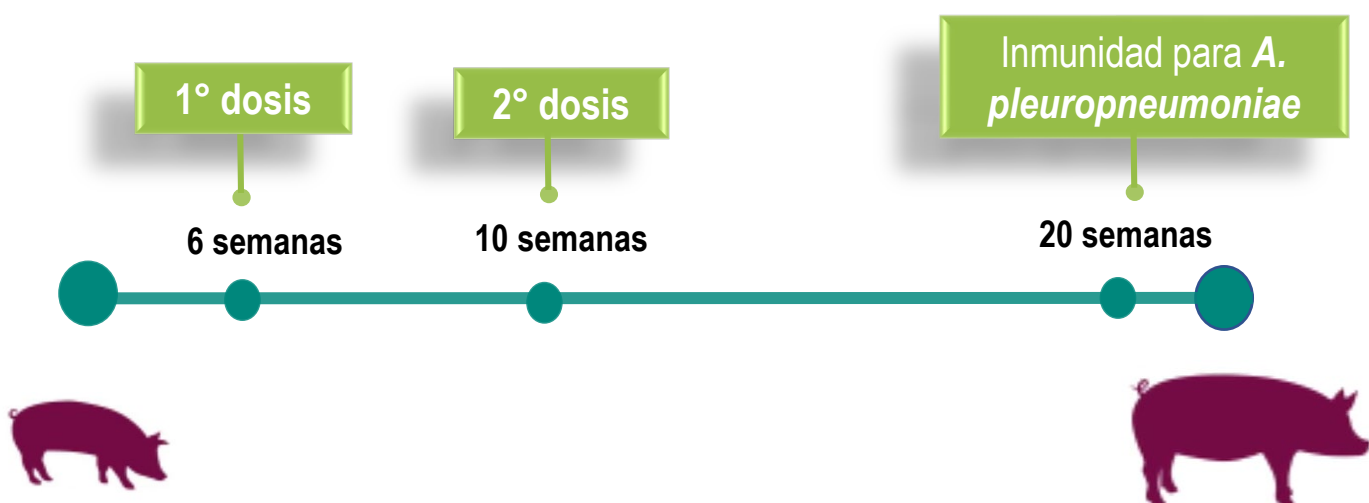 1° dosis
2° dosis
Inmunidad para A.
pleuropneumoniae
6 semanas
10 semanas
20 semanas